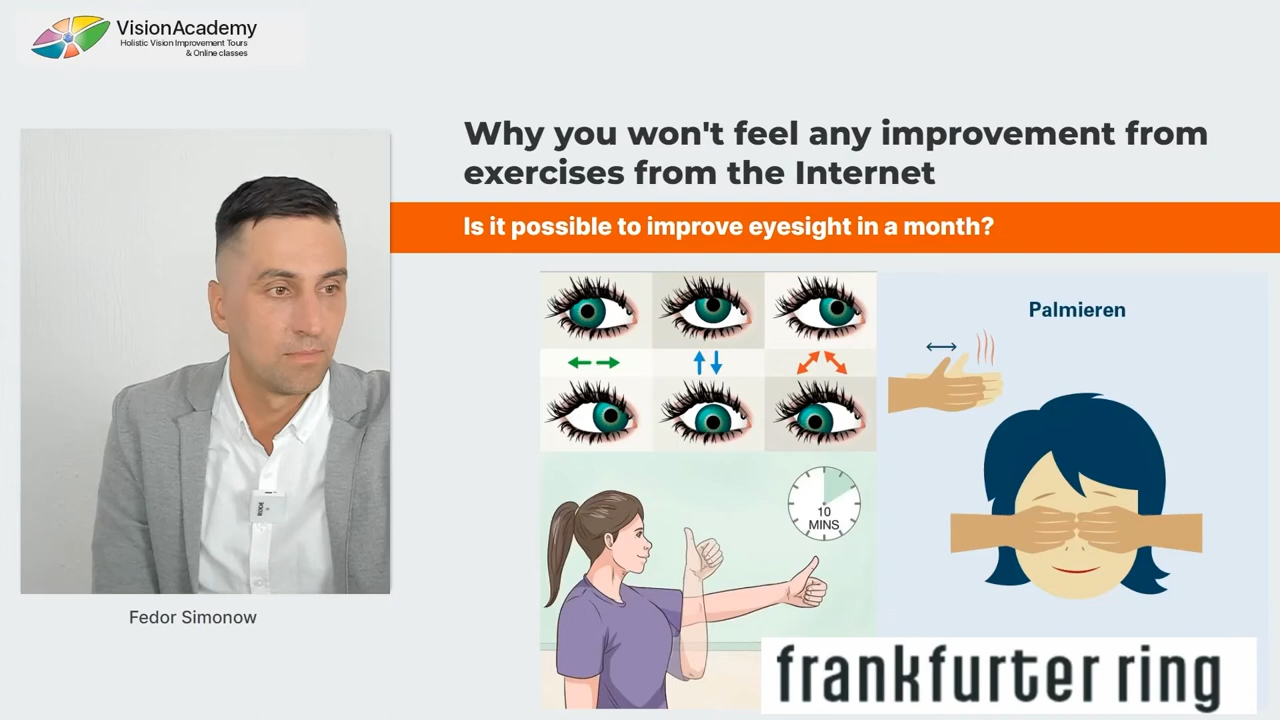 VisionAcademy
Holistic Vision Improvement Tours
& Online classes
Why you won't feel any improvement from
exercises from the Internet
Is it possible to improve eyesight in a month?
Palmieren
10
MINS
RODE
Fedor Simonow
frankfurter ring